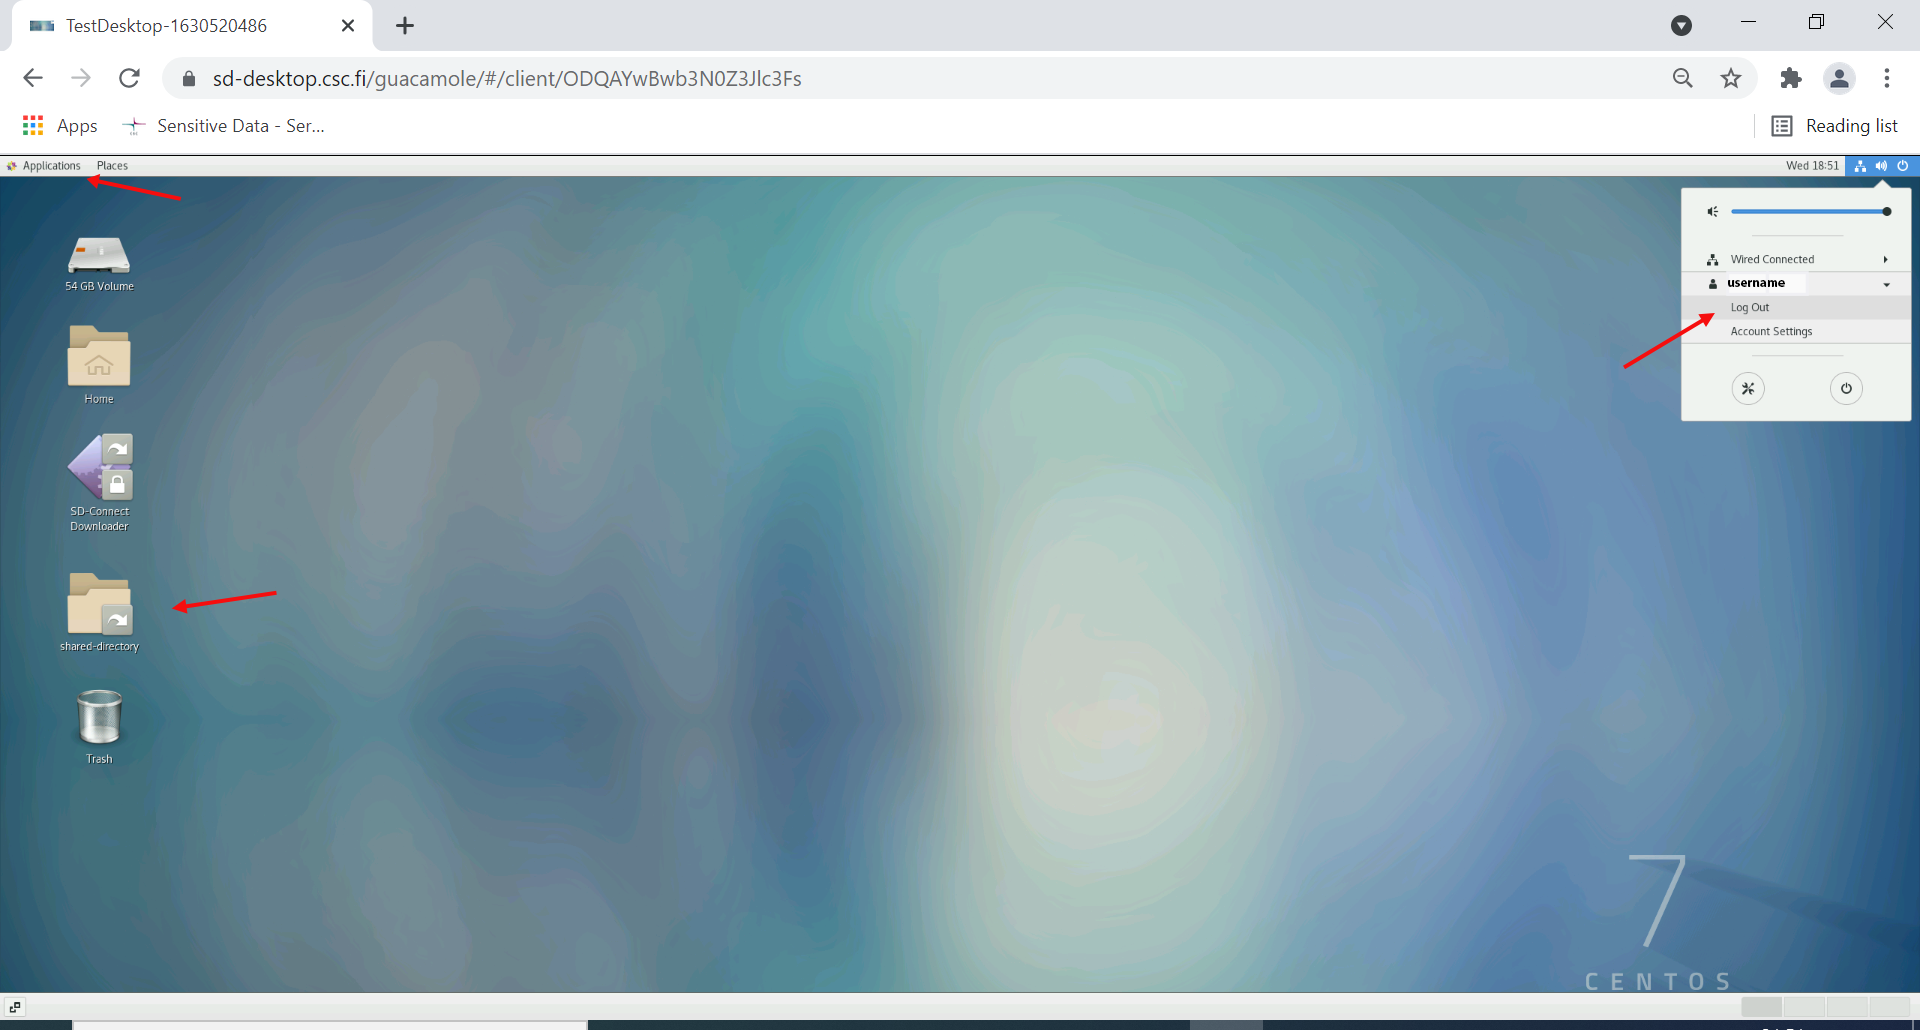 TestDesktop-1630520486
sd-desktop.csc.fi/guacamole/#/client/ODQAYwBwb3N0Z3Jlc3Fs
Apps
Sensitive Data - Ser...
Reading list
Applications Places
Wed 18:51
54 GB Volume
Home
SD-Connect
Downloader
shared-directory
Trash
Wired Connected
username
Log Out
Account Settings
7
CENTOS